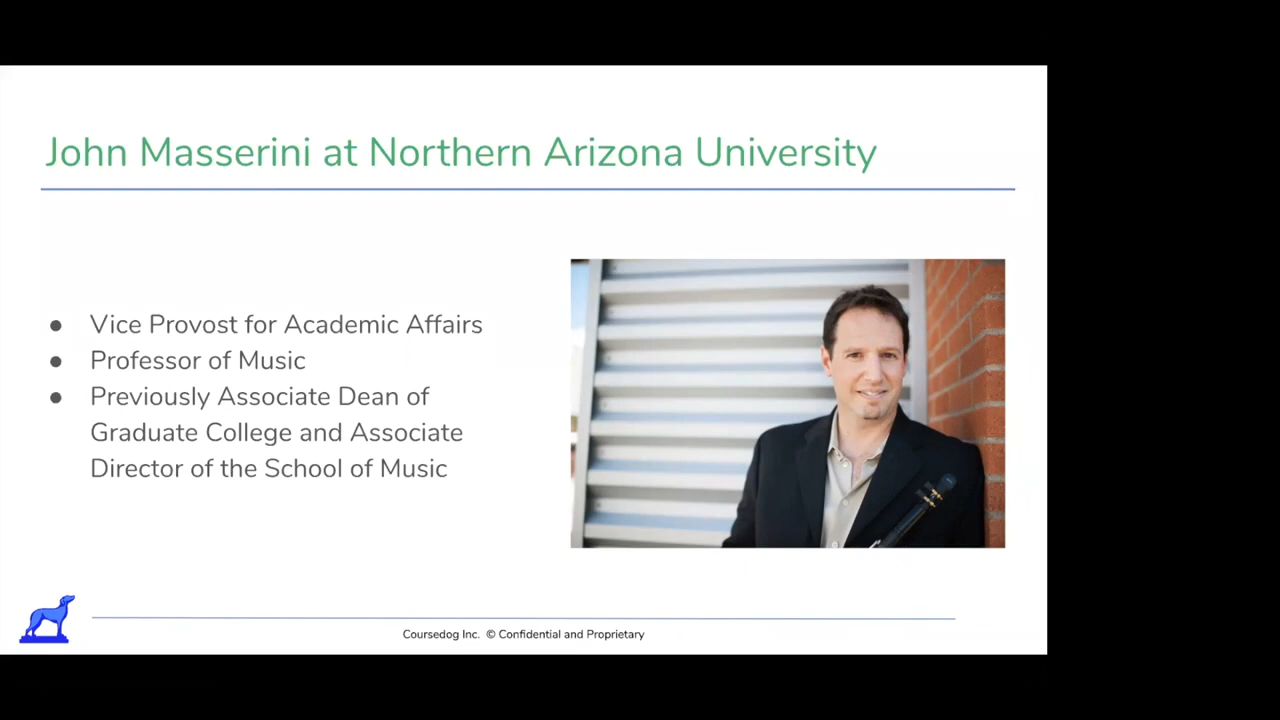 John Masserini at Northern Arizona University
● Vice Provost for Academic Affairs
● Professor of Music
● Previously Associate Dean of
Graduate College and Associate
Director of the School of Music
Coursedog Inc. © Confidential and Proprietary